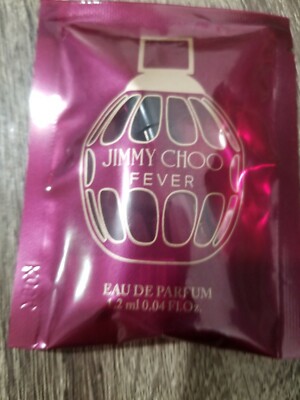 JIMMY CHOO
FEVER
EAU DE PARFUM
1.2 ml 0.04 Fl.Oz.